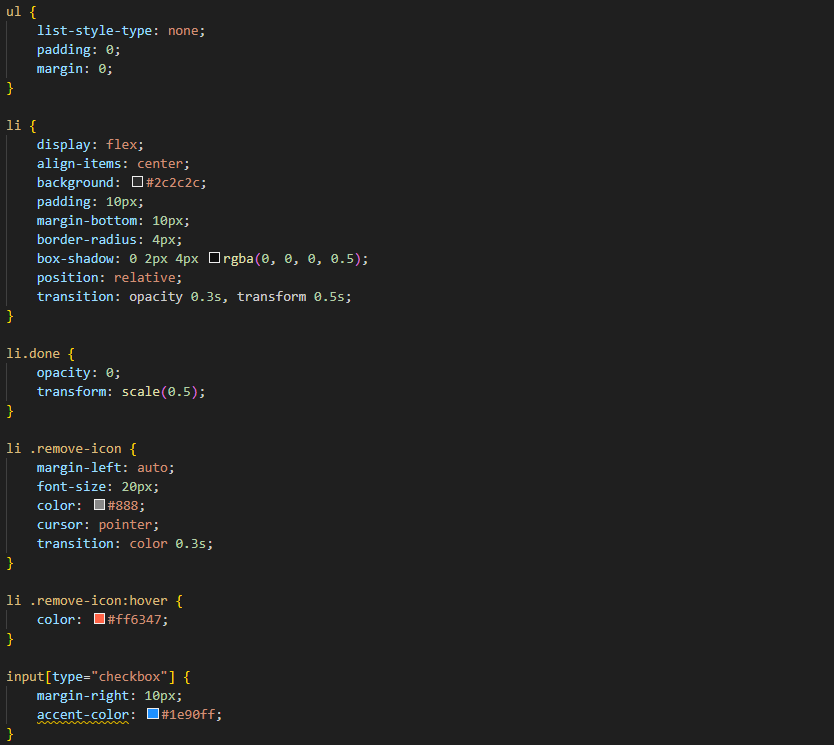 ul {
    list-style-type: none;
    padding: 0;
    margin: 0;
}

li {
    display: flex;
    align-items: center;
    background: #2c2c2c;
    padding: 10px;
    margin-bottom: 10px;
    border-radius: 4px;
    box-shadow: 0 2px 4px rgba(0, 0, 0, 0.5);
    position: relative;
    transition: opacity 0.3s, transform 0.5s;
}

li.done {
    opacity: 0;
    transform: scale(0.5);
}

li .remove-icon {
    margin-left: auto;
    font-size: 20px;
    color: #888;
    cursor: pointer;
    transition: color 0.3s;
}

li .remove-icon:hover {
    color: #ff6347;
}

input[type="checkbox"] {
    margin-right: 10px;
    accent-color: #1e90ff;
}